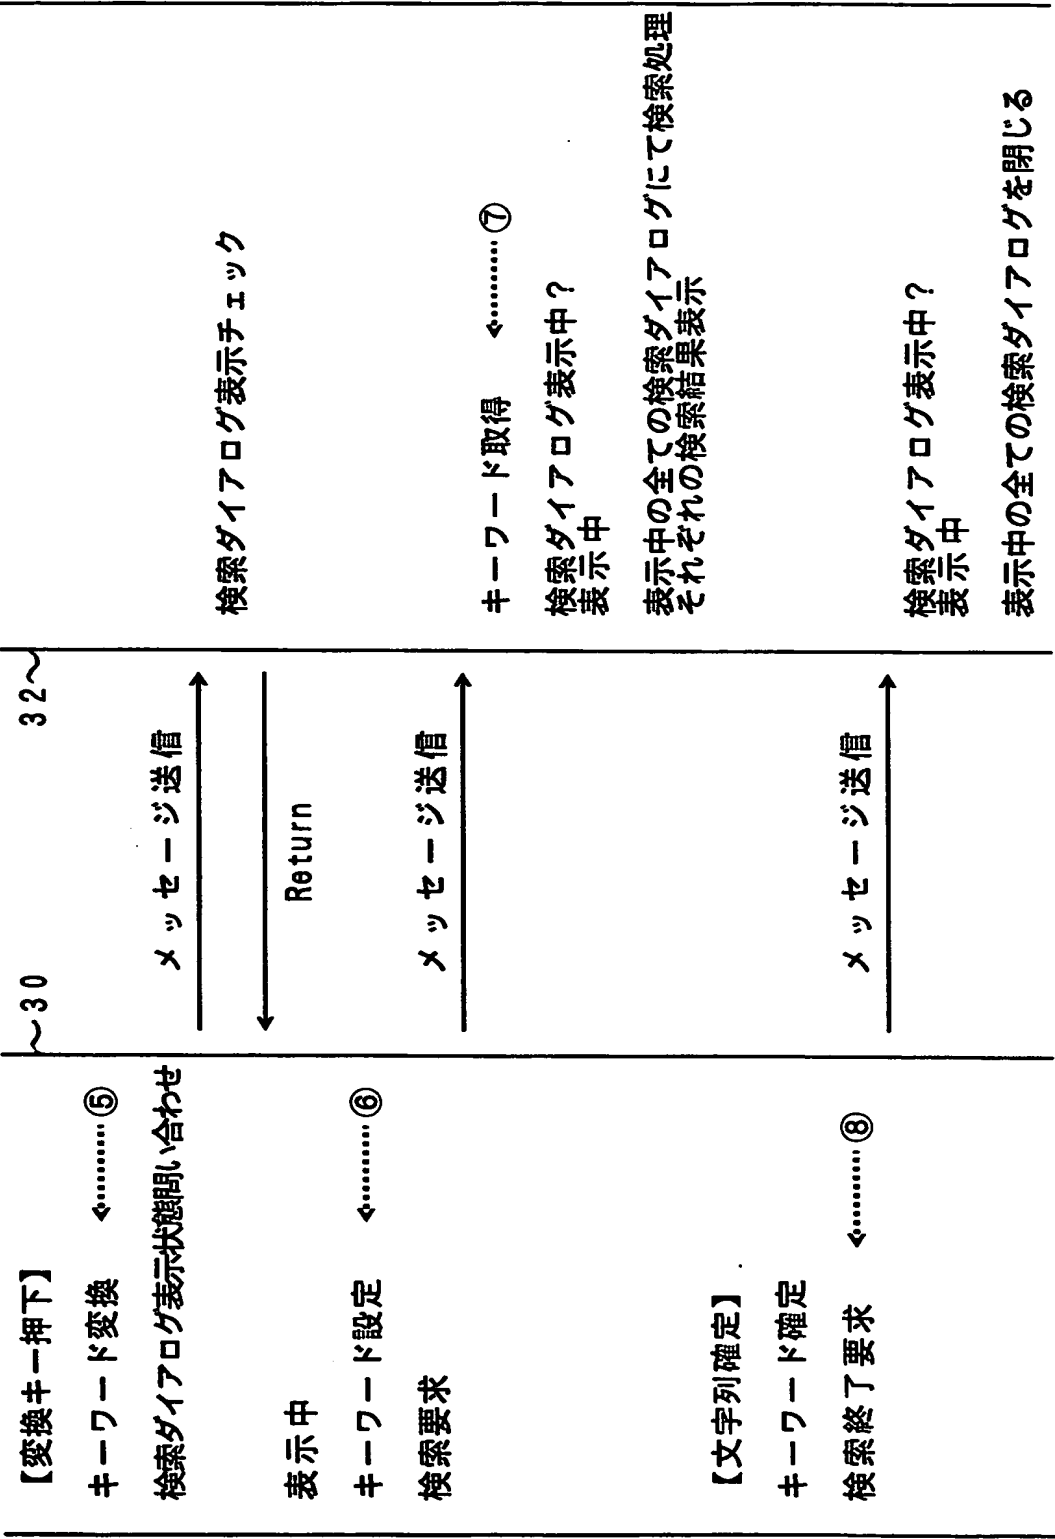 ~30
32~
【変換キー押下】
キーワード変換 ⑤
検索ダイアログ表示状態問い合わせ
メッセージ送信
検索ダイアログ表示チェック
Return
表示中
キーワード設定 ⑥
検索要求
メッセージ送信
キーワード取得 ⑦
検索ダイアログ表示中?
表示中
表示中の全ての検索ダイアログにて検索処理
それぞれの検索結果表示
【文字列確定】
キーワード確定
検索終了要求 ⑧
メッセージ送信
検索ダイアログ表示中?
表示中
表示中の全ての検索ダイアログを閉じる